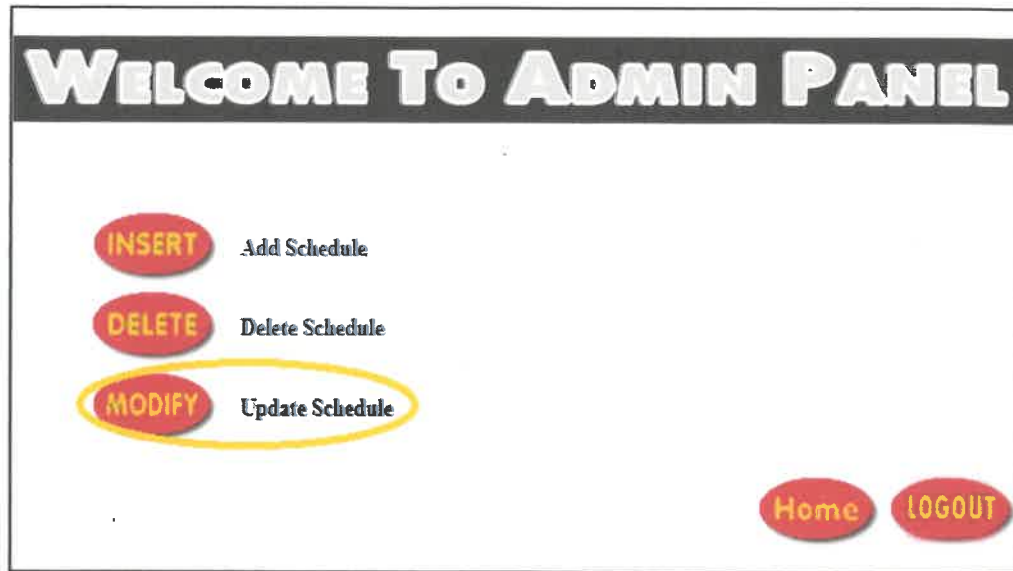 WELCOME TO ADMIN PANEL
INSERT Add Schedule
DELETE Delete Schedule
MODIFY Update Schedule
Home LOGOUT